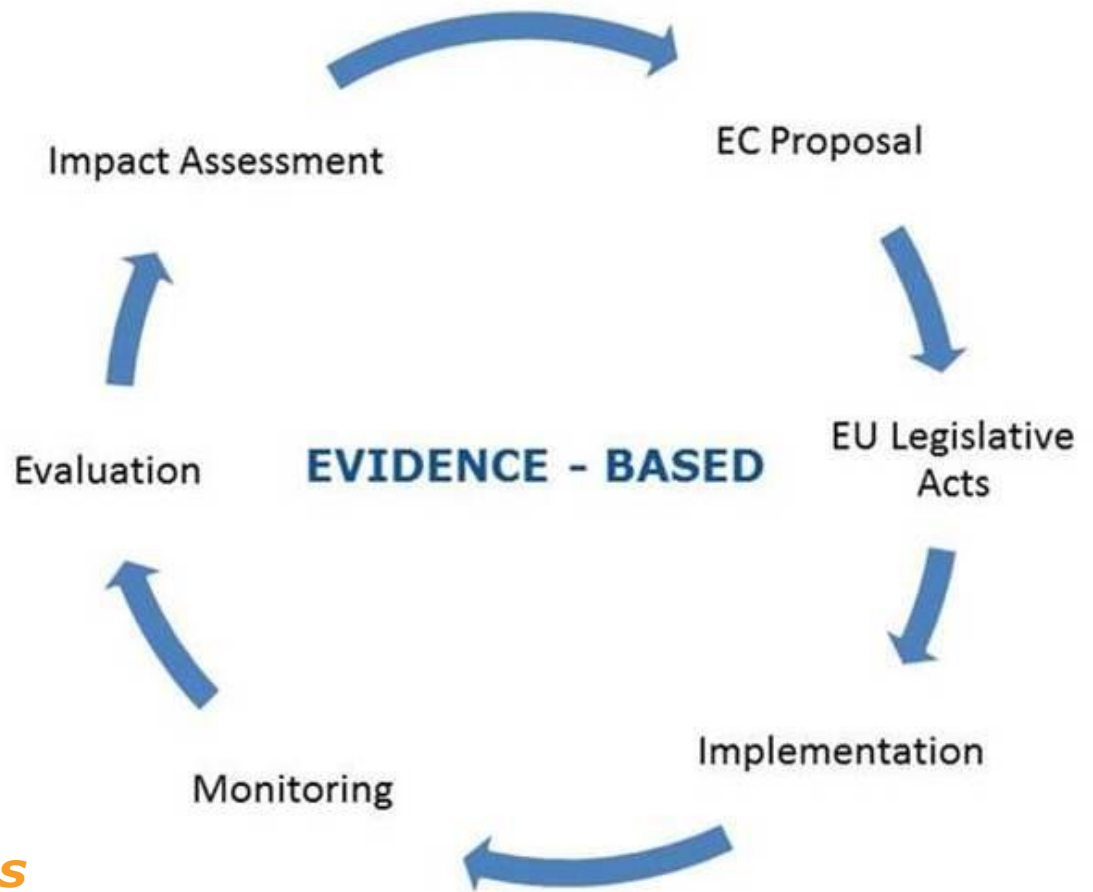 EC Proposal
Impact Assessment
EU Legislative
Acts
Evaluation
EVIDENCE - BASED
Implementation
Monitoring
s